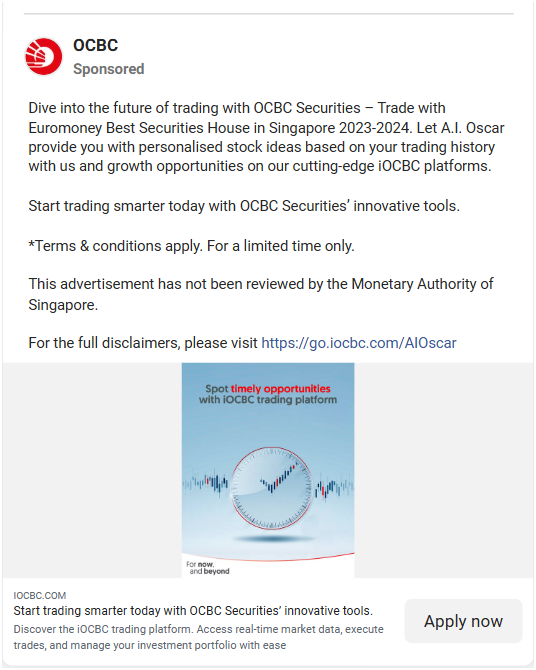 OCBC
Sponsored
Dive into the future of trading with OCBC Securities – Trade with
Euromoney Best Securities House in Singapore 2023-2024. Let A.I. Oscar
provide you with personalised stock ideas based on your trading history
with us and growth opportunities on our cutting-edge iOCBC platforms.
Start trading smarter today with OCBC Securities’ innovative tools.
*Terms & conditions apply. For a limited time only.
This advertisement has not been reviewed by the Monetary Authority of
Singapore.
For the full disclaimers, please visit https://go.iocbc.com/AIOscar
Spot timely opportunities
with iOCBC trading platform
For now,
and beyond
IOCBC.COM
Start trading smarter today with OCBC Securities’ innovative tools.
Discover the iOCBC trading platform. Access real-time market data, execute
trades, and manage your investment portfolio with ease
Apply now